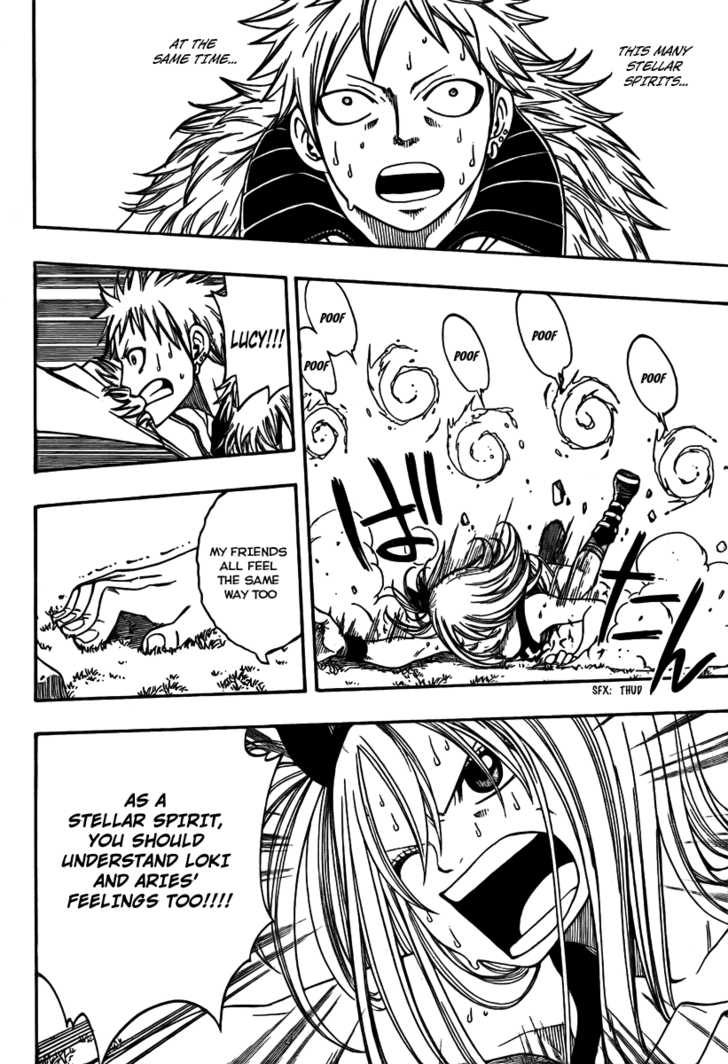 THIS MANY
STELLAR
SPIRITS...
AT THE
SAME TIME...
POOF
POOF
POOF
POOF
POOF
ばたーん
SFX: THUD
LUCY!!!
MY FRIENDS
ALL FEEL
THE SAME
WAY TOO
AS A
STELLAR SPIRIT,
YOU SHOULD
UNDERSTAND LOKI
AND ARIES'
FEELINGS TOO!!!!